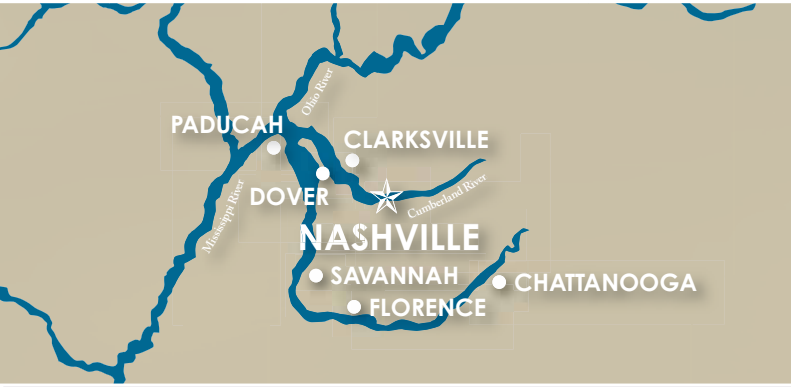 Ohio River
PADUCAH
CLARKSVILLE
DOVER
Cumberland River
Mississippi River
NASHVILLE
SAVANNAH
CHATTANOOGA
FLORENCE